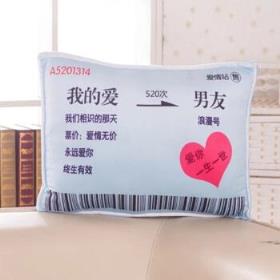 A5201314
爱情站 售
我的爱 520次 男友
我们相识的那天 浪漫号
票价：爱情无价
永远爱你
终生有效
爱你
一生一世